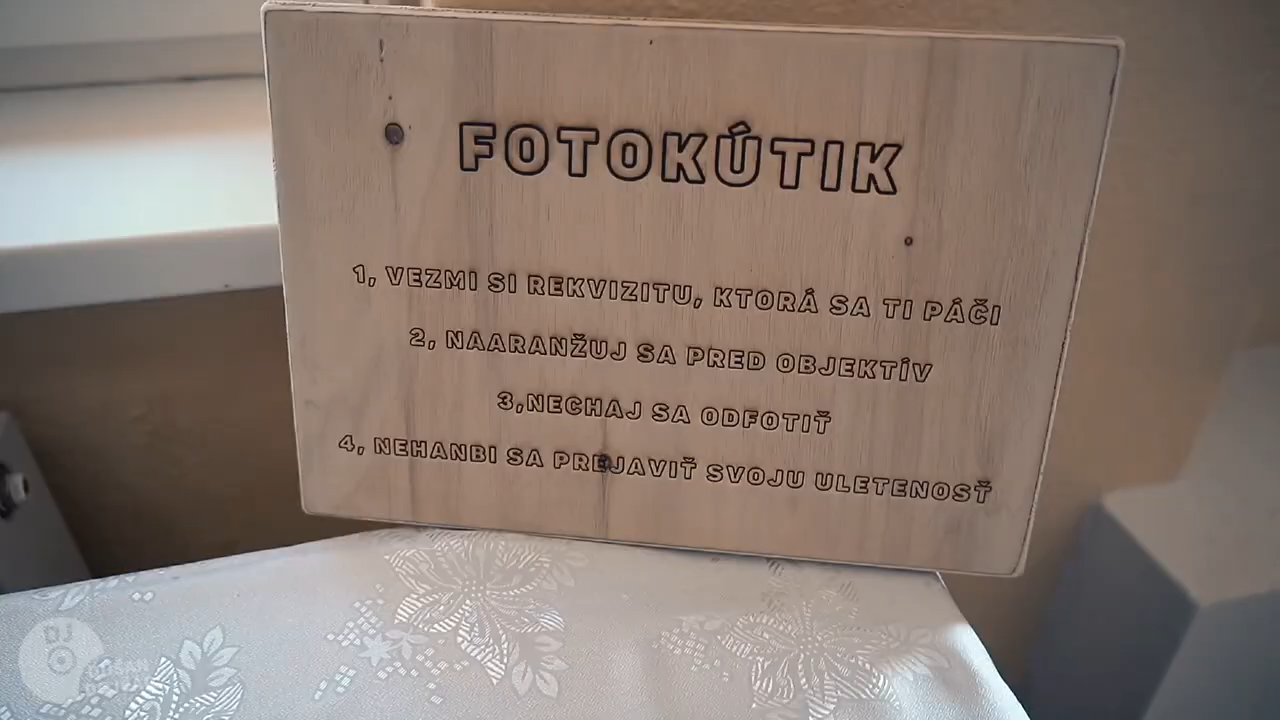 FOTOKÚTIK
1, VEZMI SI REKVIZITU, KTORÁ SA TI PÁČI
2, NAARANŽUJ SA PRED OBJEKTÍV
3,NECHAJ SA ODFOTIŤ
4, NEHANBI SA PREJAVIŤ SVOJU ULETENOSŤ
DJ